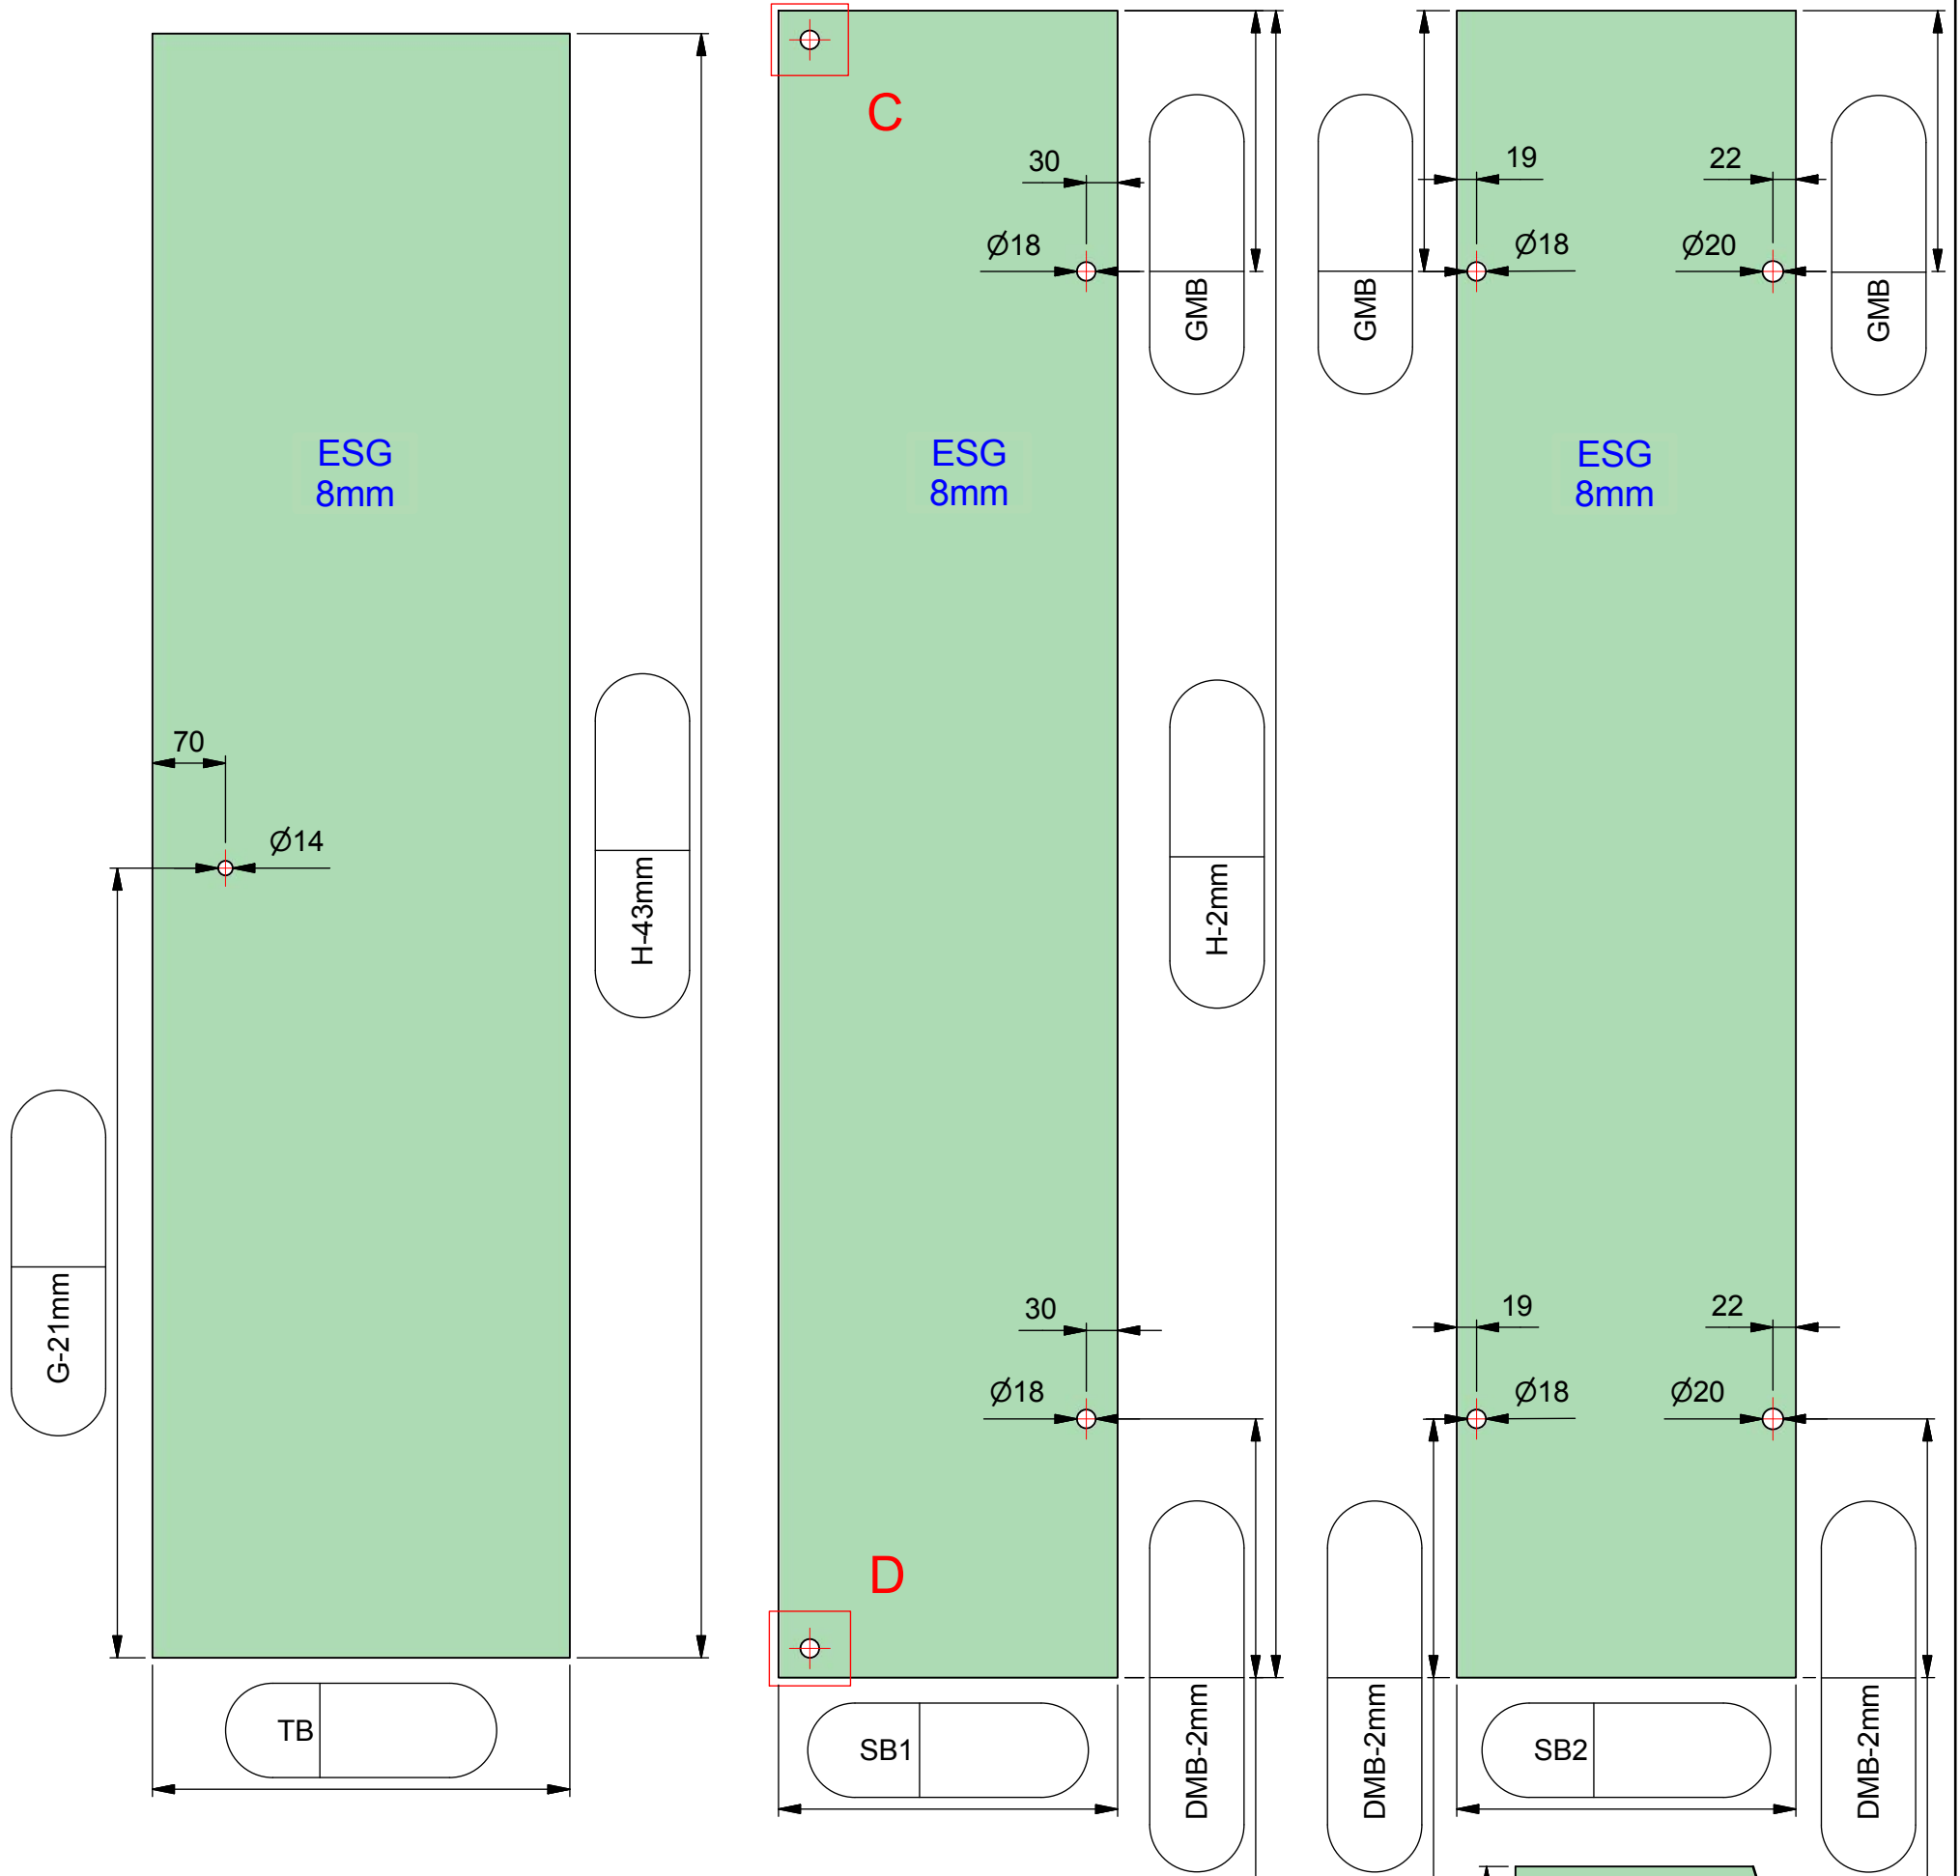 C
30
19
22
Ø18
Ø18
Ø20
GMB
GMB
GMB
ESG
8mm
ESG
8mm
ESG
8mm
70
Ø14
H-43mm
H-2mm
G-21mm
30
19
22
Ø18
Ø18
Ø20
D
TB
SB1
DMB-2mm
DMB-2mm
SB2
DMB-2mm